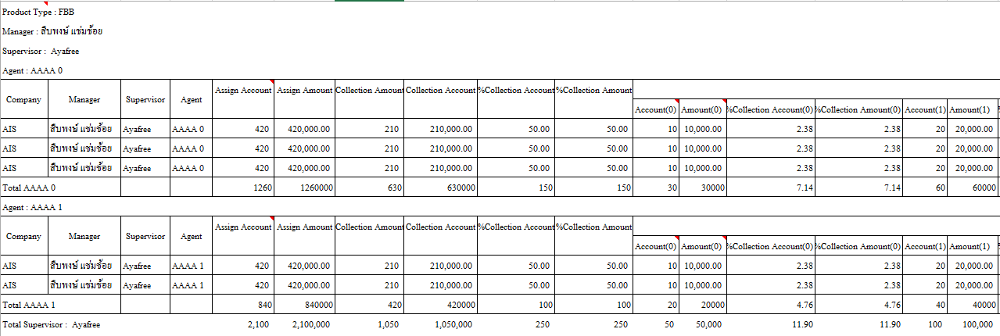 Product Type : FBB
Manager : สืบพงษ์ แช่มช้อย
Supervisor : Ayafree
Agent : AAAA 0
Company Manager Supervisor Agent Assign Account Assign Amount Collection Amount Collection Account %Collection Account %Collection Amount
Account(0) Amount(0) %Collection Account(0) %Collection Amount(0) Account(1) Amount(1)
AIS สืบพงษ์ แช่มช้อย Ayafree AAAA 0 420 420,000.00 210 210,000.00 50.00 50.00 10 10,000.00 2.38 2.38 20 20,000.00
AIS สืบพงษ์ แช่มช้อย Ayafree AAAA 0 420 420,000.00 210 210,000.00 50.00 50.00 10 10,000.00 2.38 2.38 20 20,000.00
AIS สืบพงษ์ แช่มช้อย Ayafree AAAA 0 420 420,000.00 210 210,000.00 50.00 50.00 10 10,000.00 2.38 2.38 20 20,000.00
Total AAAA 0 1260 1260000 630 630000 150 150 30 30000 7.14 7.14 60 60000
Agent : AAAA 1
Company Manager Supervisor Agent Assign Account Assign Amount Collection Amount Collection Account %Collection Account %Collection Amount
Account(0) Amount(0) %Collection Account(0) %Collection Amount(0) Account(1) Amount(1)
AIS สืบพงษ์ แช่มช้อย Ayafree AAAA 1 420 420,000.00 210 210,000.00 50.00 50.00 10 10,000.00 2.38 2.38 20 20,000.00
AIS สืบพงษ์ แช่มช้อย Ayafree AAAA 1 420 420,000.00 210 210,000.00 50.00 50.00 10 10,000.00 2.38 2.38 20 20,000.00
Total AAAA 1 840 840000 420 420000 100 100 20 20000 4.76 4.76 40 40000
Total Supervisor : Ayafree 2,100 2,100,000 1,050 1,050,000 250 250 50 50,000 11.90 11.90 100 100,000